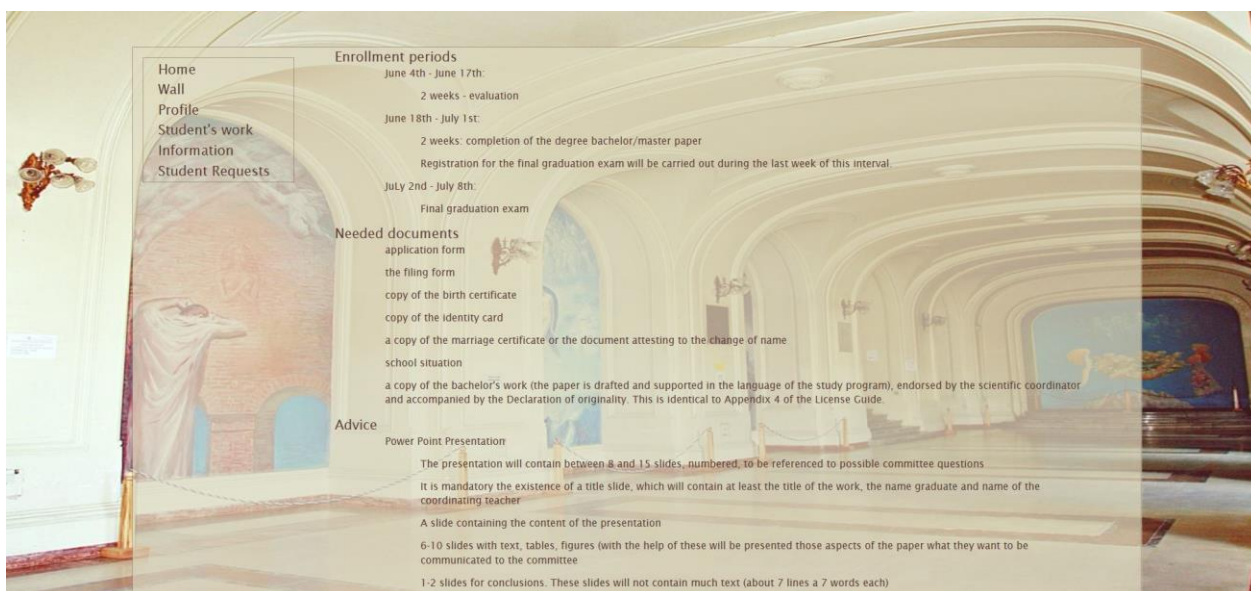 Home
Wall
Profile
Student's work
Information
Student Requests
Enrollment periods
June 4th - June 17th:
2 weeks - evaluation
June 18th - July 1st:
2 weeks: completion of the degree bachelor/master paper
Registration for the final graduation exam will be carried out during the last week of this interval.
JuLy 2nd - July 8th:
Final graduation exam
Needed documents
application form
the filing form
copy of the birth certificate
copy of the identity card
a copy of the marriage certificate or the document attesting to the change of name
school situation
a copy of the bachelor's work (the paper is drafted and supported in the language of the study program), endorsed by the scientific coordinator
and accompanied by the Declaration of originality. This is identical to Appendix 4 of the License Guide.
Advice
Power Point Presentation
The presentation will contain between 8 and 15 slides, numbered, to be referenced to possible committee questions
It is mandatory the existence of a title slide, which will contain at least the title of the work, the name graduate and name of the
coordinating teacher
A slide containing the content of the presentation
6-10 slides with text, tables, figures (with the help of these will be presented those aspects of the paper what they want to be
communicated to the committee
1-2 slides for conclusions. These slides will not contain much text (about 7 lines a 7 words each)